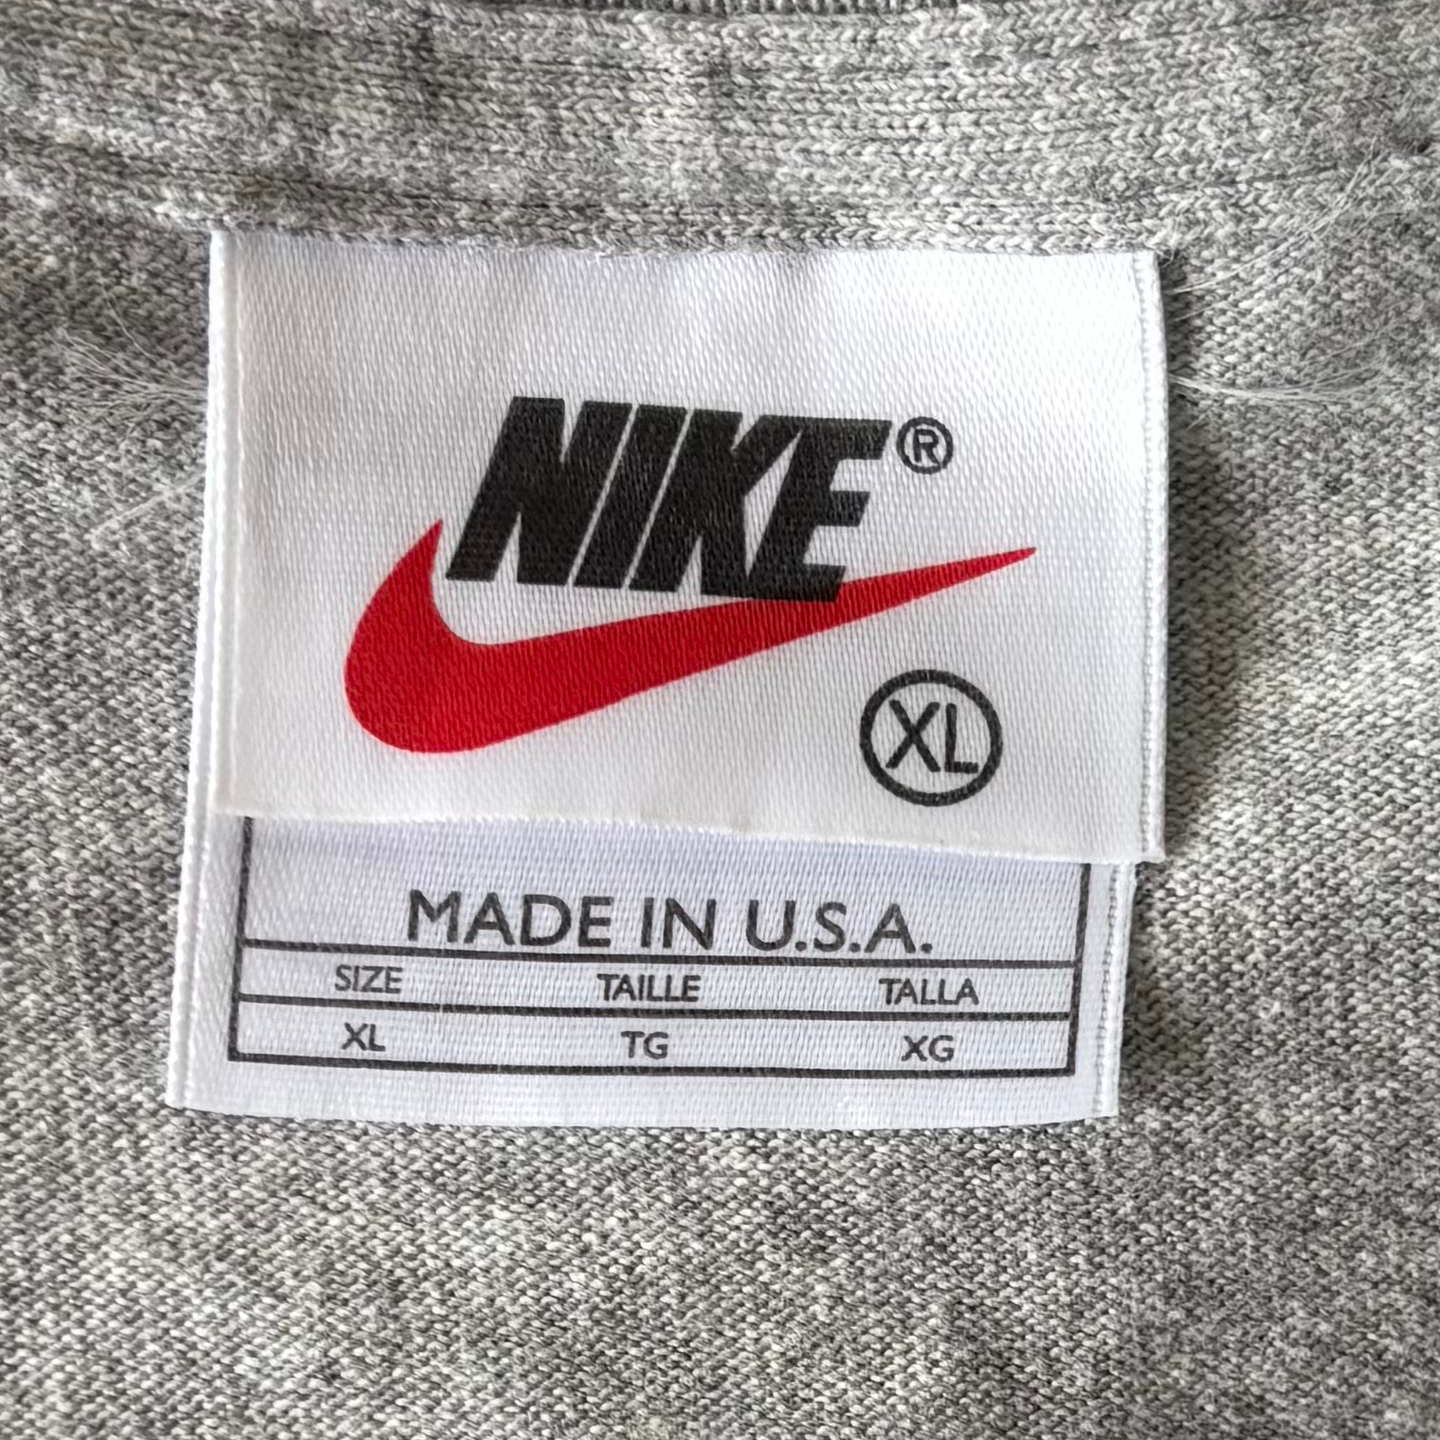 NIKE®
XL
MADE IN U.S.A.
SIZE TAILLE TALLA
XL TG XG